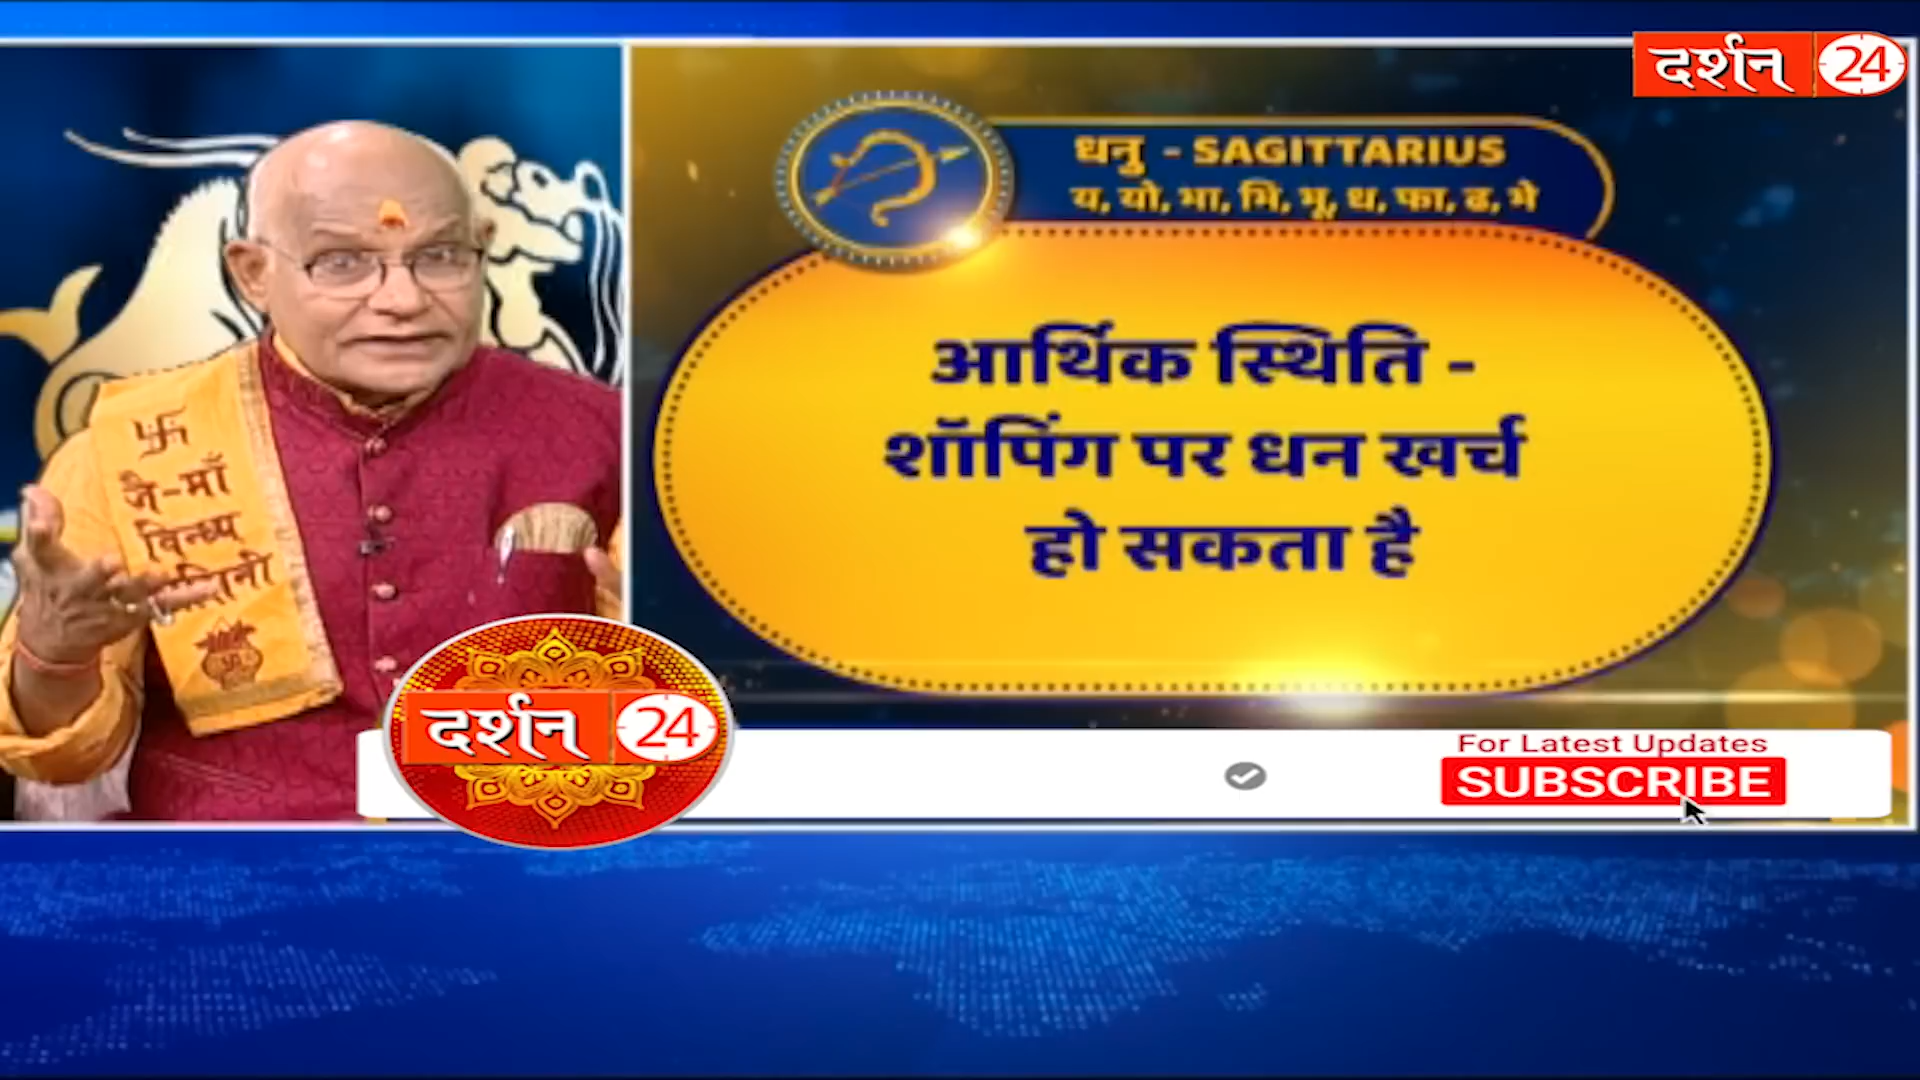 दर्शन 24
धनु - SAGITTARIUS
य, यो, भा, भि, भू, ध, फा, ढ, भे
आर्थिक स्थिति -
शॉपिंग पर धन खर्च
हो सकता है
जै-माँ
विन्ध्य
दर्शन 24
For Latest Updates
SUBSCRIBE